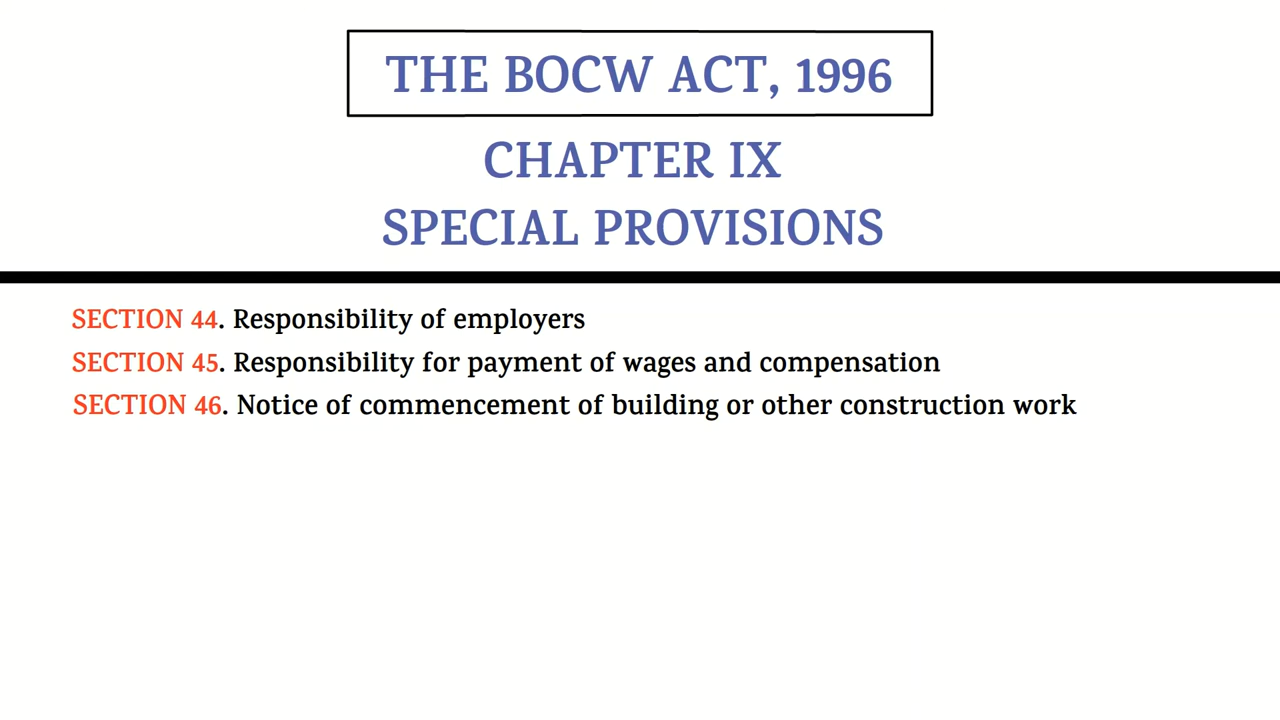 THE BOCW ACT, 1996
CHAPTER IX
SPECIAL PROVISIONS
SECTION 44. Responsibility of employers
SECTION 45. Responsibility for payment of wages and compensation
SECTION 46. Notice of commencement of building or other construction work